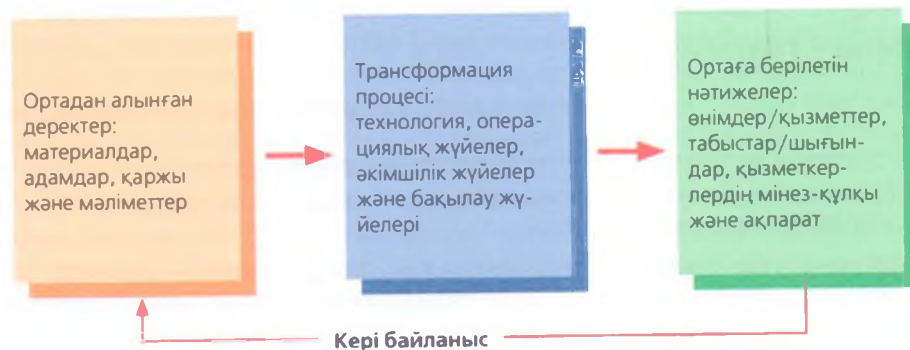 Ортадан алынған
деректер:
материалдар,
адамдар, қаржы
және мәліметтер
Трансформация
процесі:
технология, опера-
циялық жүйелер,
әкімшілік жүйелер
және бақылау жү-
йелері
Ортаға берілетін
нәтижелер:
өнімдер/қызметтер,
табыстар/шығын-
дар, қызметкер-
лердің мінез-құлқы
және ақпарат
Кері байланыс